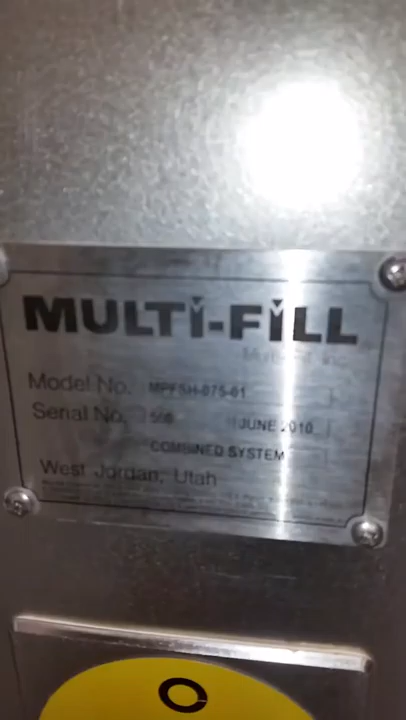 MULTi-FiLL
Multi-Fill, Inc.
Model No. MPFSH-075-01
Serial No. 508 JUNE 2010
COMBINED SYSTEM
West Jordan, Utah
O